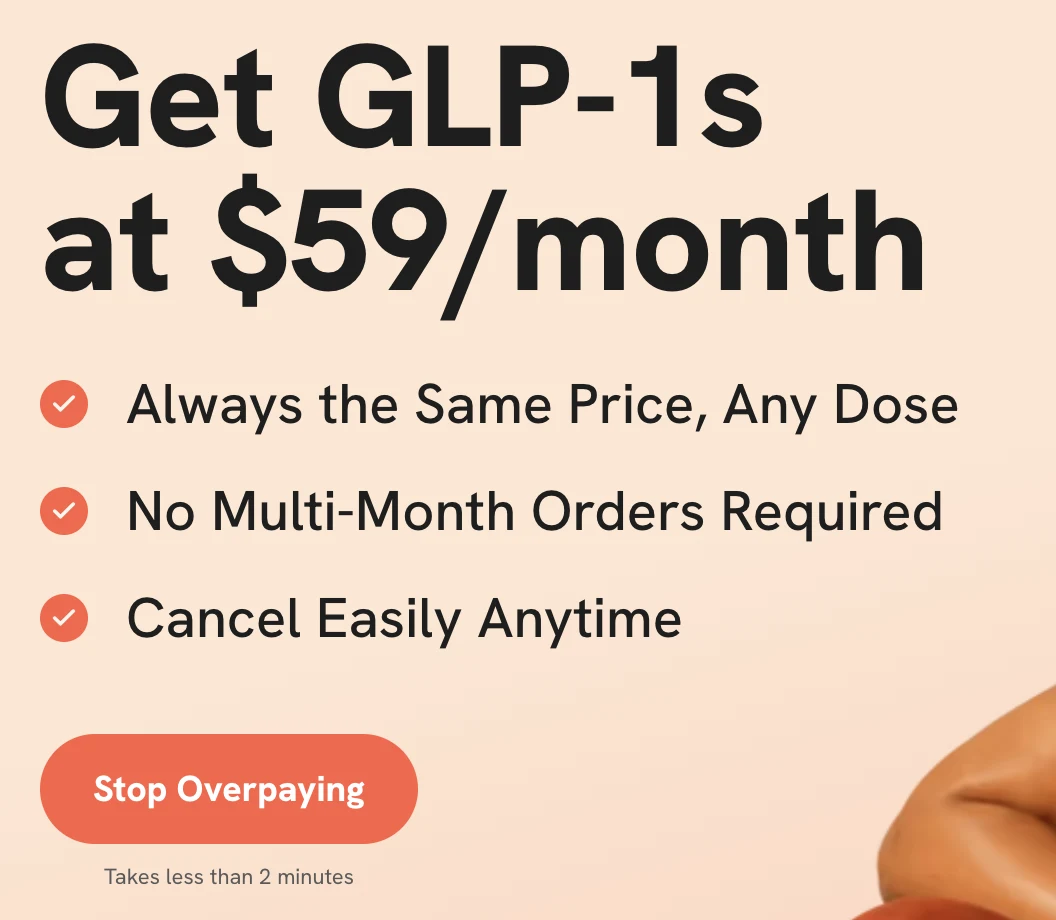 Get GLP-1s
at $59/month
Always the Same Price, Any Dose
No Multi-Month Orders Required
Cancel Easily Anytime
Stop Overpaying
Takes less than 2 minutes